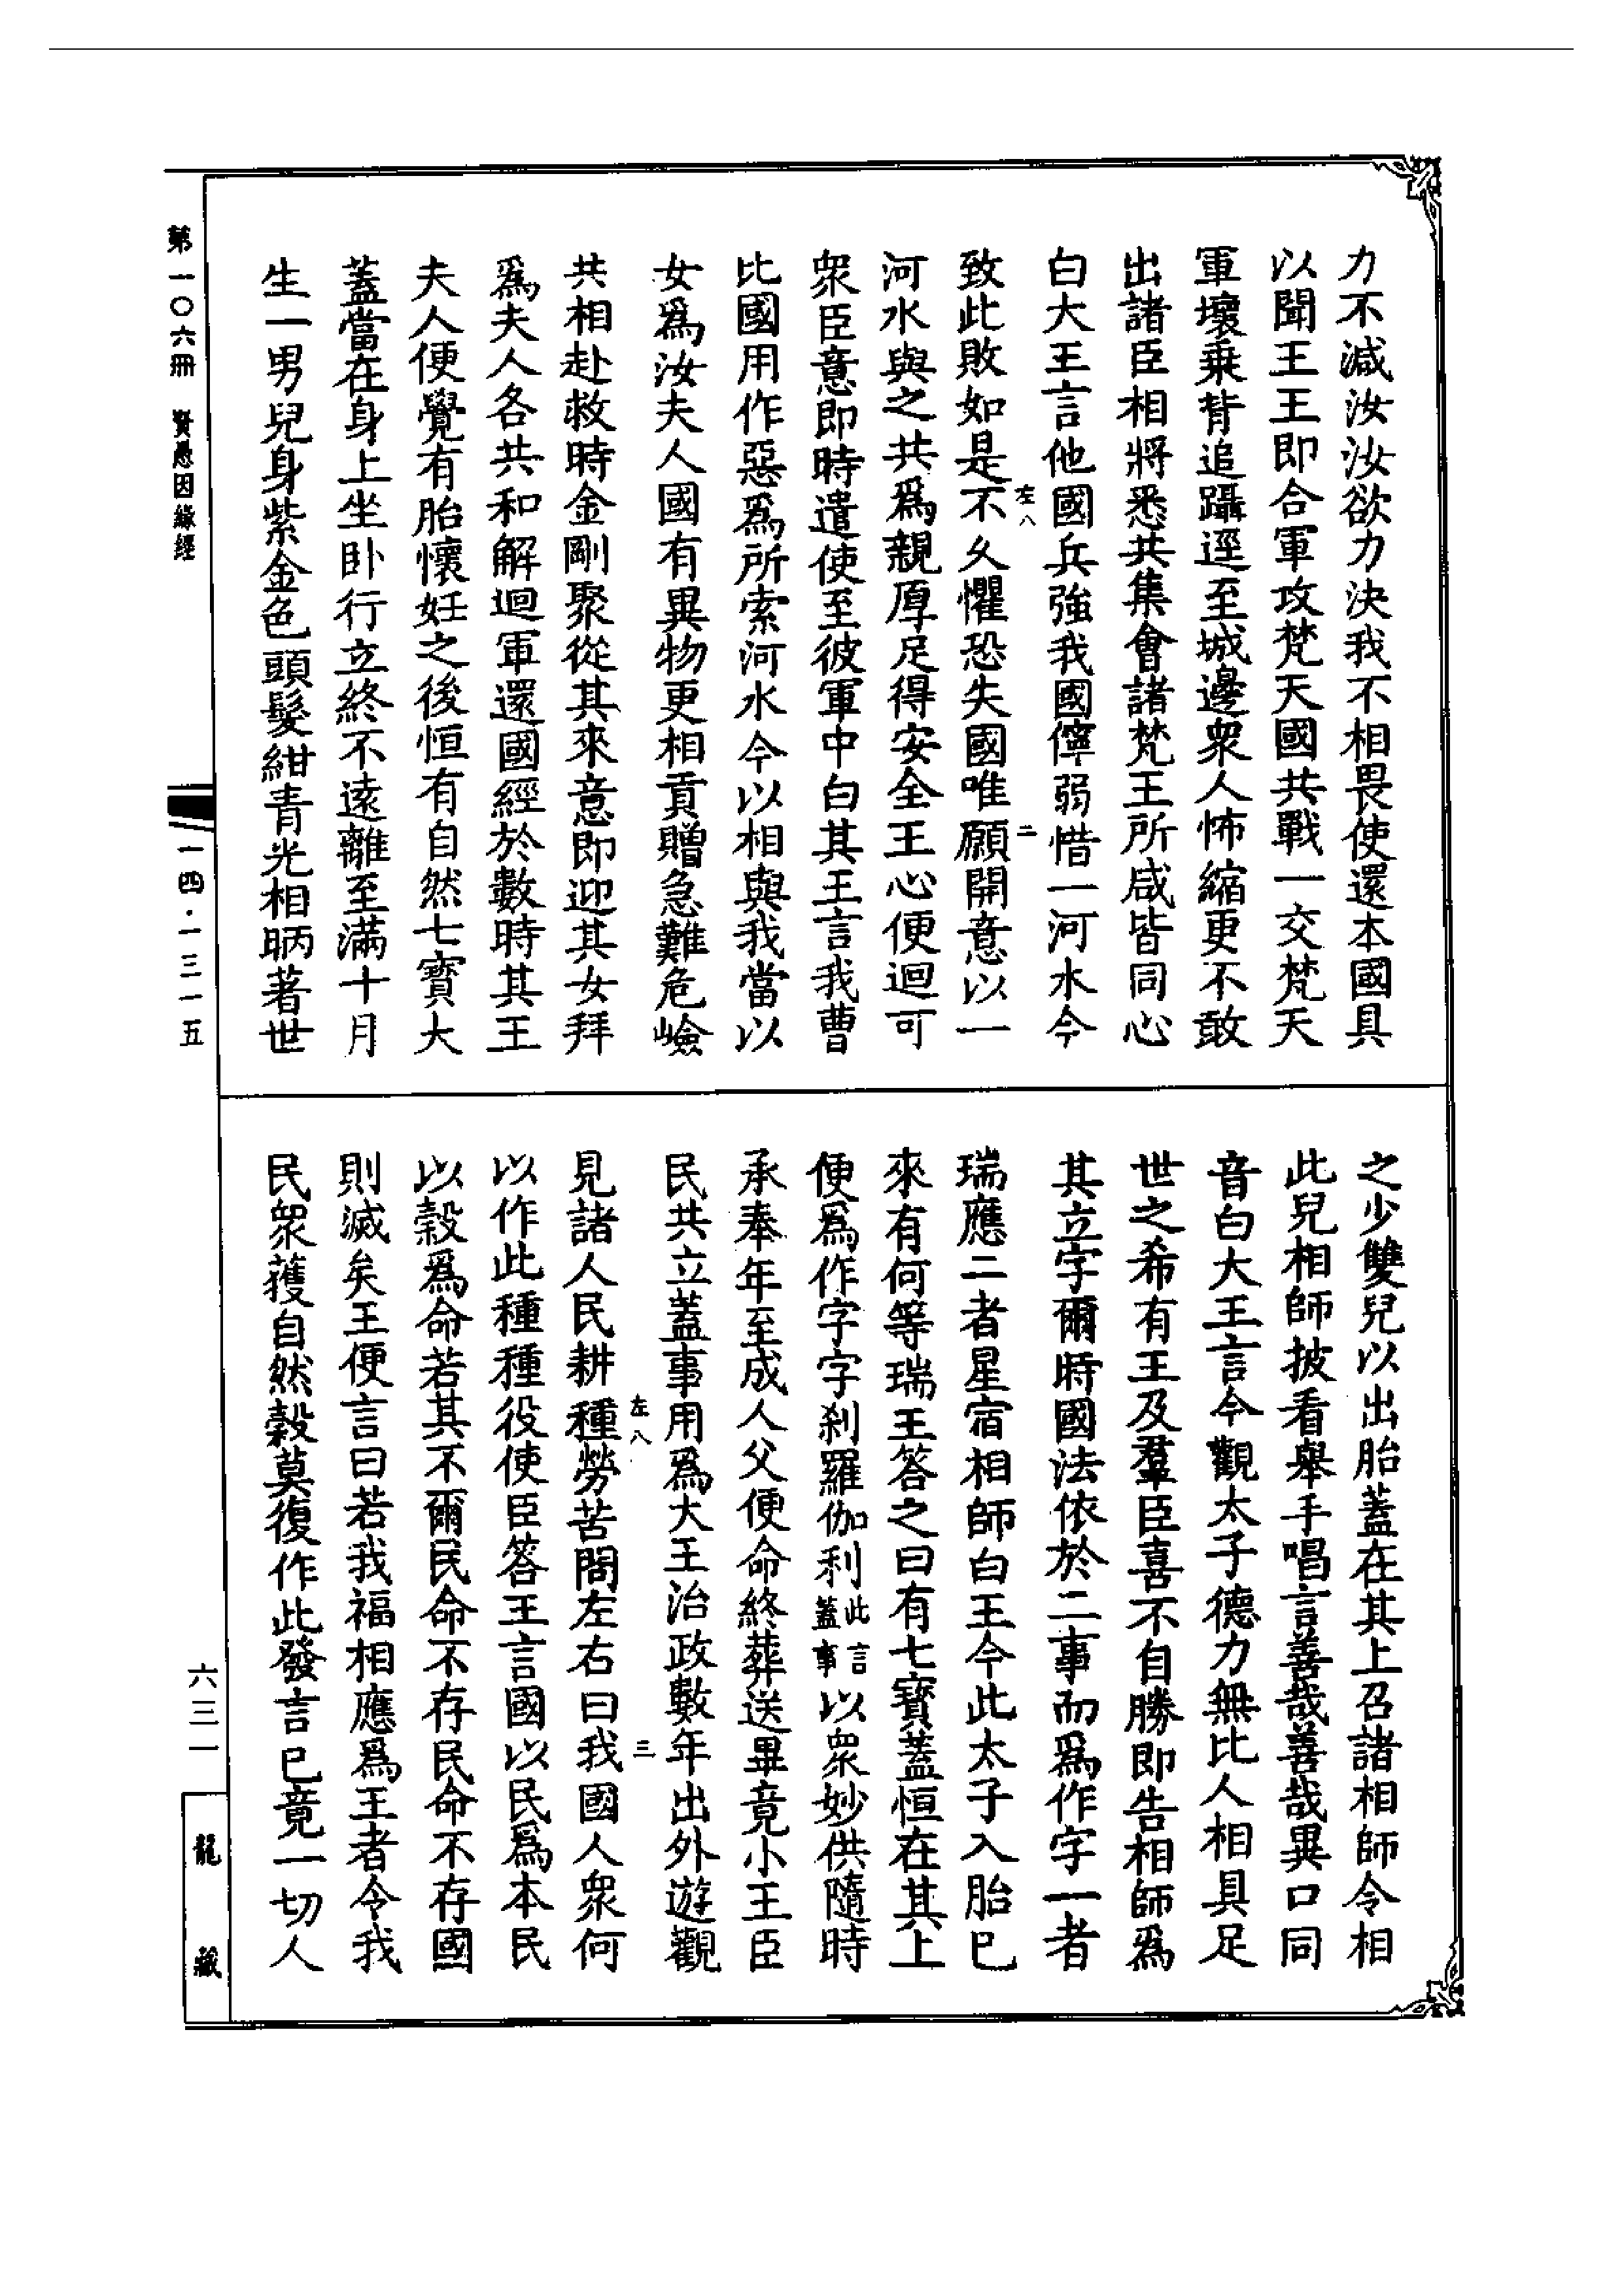 力不減汝汝欲力決我不相畏使還本國具
以聞王王即合軍攻梵天國共戰一交梵天
軍壞乗背追躡逕至城邊衆人怖縮更不敢
出諸臣相將悉共集會諸梵王所咸皆同心
白大王言他國兵強我國儜弱惜一河水今
致此敗如是不久懼恐失國唯願開意以一
左八
二
河水與之共爲親厚足得安全王心便迴可
衆臣意即時遣使至彼軍中白其王言我曹
比國用作惡爲所索河水今以相與我當以
女爲汝夫人國有異物更相貢贈急難危嶮
共相赴救時金剛聚從其來意即迎其女拜
爲夫人各共和解迴軍還國經於數時其王
夫人便覺有胎懷妊之後恒有自然七寶大
蓋當在身上坐卧行立終不遠離至滿十月
生一男兒身紫金色頭髮紺青光相昞著世
之少雙兒以出胎蓋在其上召諸相師令相
此兒相師披看舉手唱言善哉善哉異口同
音白大王言今觀太子德力無比人相具足
世之希有王及羣臣喜不自勝即告相師爲
其立字爾時國法依於二事而爲作字一者
瑞應二者星宿相師白王今此太子入胎已
來有何等瑞王答之曰有七寶蓋恒在其上
便爲作字字刹羅伽利此言蓋事以衆妙供隨時
承奉年至成人父便命終葬送畢竟小王臣
民共立蓋事用爲大王治政數年出外遊觀
左八
三
見諸人民耕種勞苦問左右曰我國人衆何
以作此種種役使臣答王言國以民爲本民
以穀爲命若其不爾民命不存民命不存國
則滅矣王便言曰若我福相應爲王者令我
民衆獲自然穀莫復作此發言已竟一切人
第一〇六冊 賢愚因緣經
一四·一三一五
六三一
龍藏